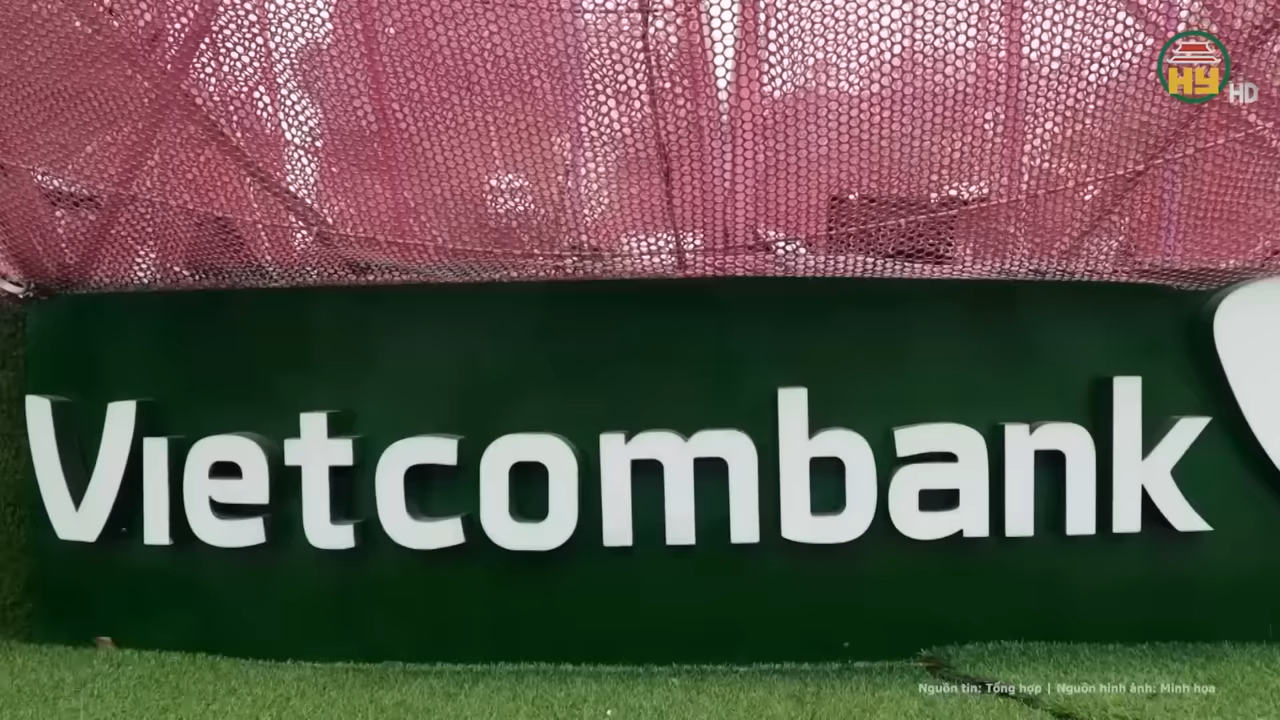 HY HD
Vietcombank
Nguồn tin: Tổng hợp | Nguồn hình ảnh: Minh họa